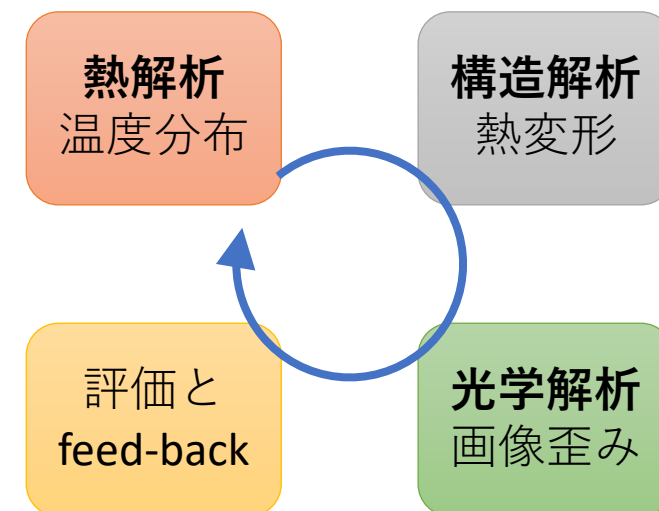 熱解析
温度分布
構造解析
熱変形
評価と
feed-back
光学解析
画像歪み